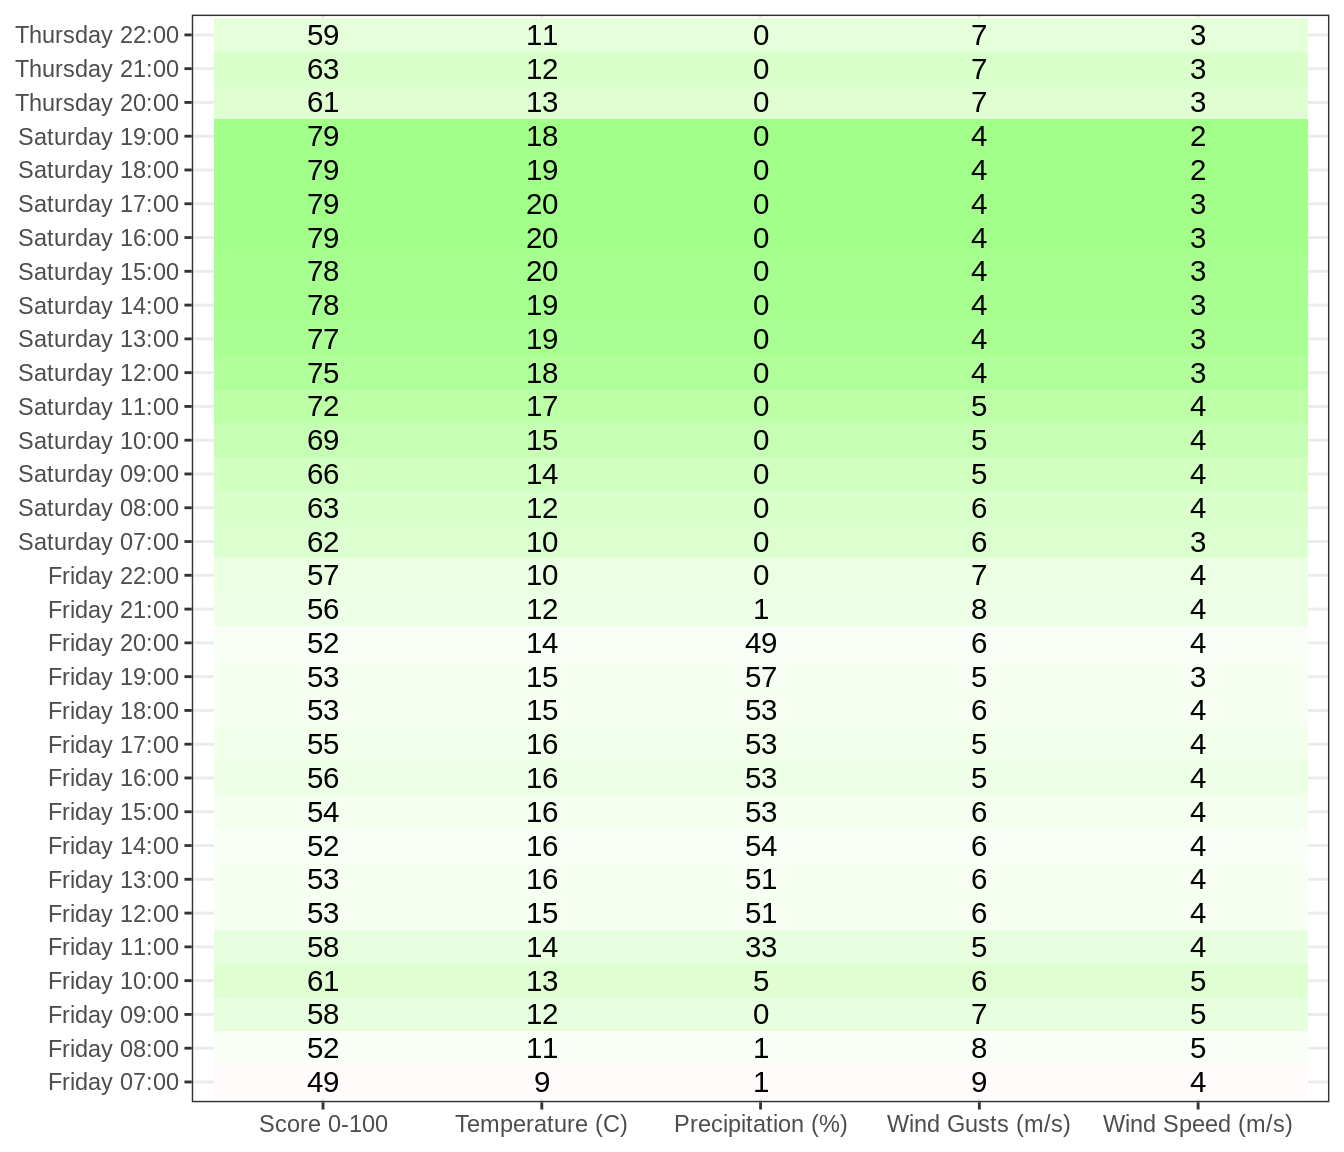 Thursday 22:00 59 11 0 7 3
Thursday 21:00 63 12 0 7 3
Thursday 20:00 61 13 0 7 3
Saturday 19:00 79 18 0 4 2
Saturday 18:00 79 19 0 4 2
Saturday 17:00 79 20 0 4 3
Saturday 16:00 79 20 0 4 3
Saturday 15:00 78 20 0 4 3
Saturday 14:00 78 19 0 4 3
Saturday 13:00 77 19 0 4 3
Saturday 12:00 75 18 0 4 3
Saturday 11:00 72 17 0 5 4
Saturday 10:00 69 15 0 5 4
Saturday 09:00 66 14 0 5 4
Saturday 08:00 63 12 0 6 4
Saturday 07:00 62 10 0 6 3
Friday 22:00 57 10 0 7 4
Friday 21:00 56 12 1 8 4
Friday 20:00 52 14 49 6 4
Friday 19:00 53 15 57 5 3
Friday 18:00 53 15 53 6 4
Friday 17:00 55 16 53 5 4
Friday 16:00 56 16 53 5 4
Friday 15:00 54 16 53 6 4
Friday 14:00 52 16 54 6 4
Friday 13:00 53 16 51 6 4
Friday 12:00 53 15 51 6 4
Friday 11:00 58 14 33 5 4
Friday 10:00 61 13 5 6 5
Friday 09:00 58 12 0 7 5
Friday 08:00 52 11 1 8 5
Friday 07:00 49 9 1 9 4
Score 0-100 Temperature (C) Precipitation (%) Wind Gusts (m/s) Wind Speed (m/s)